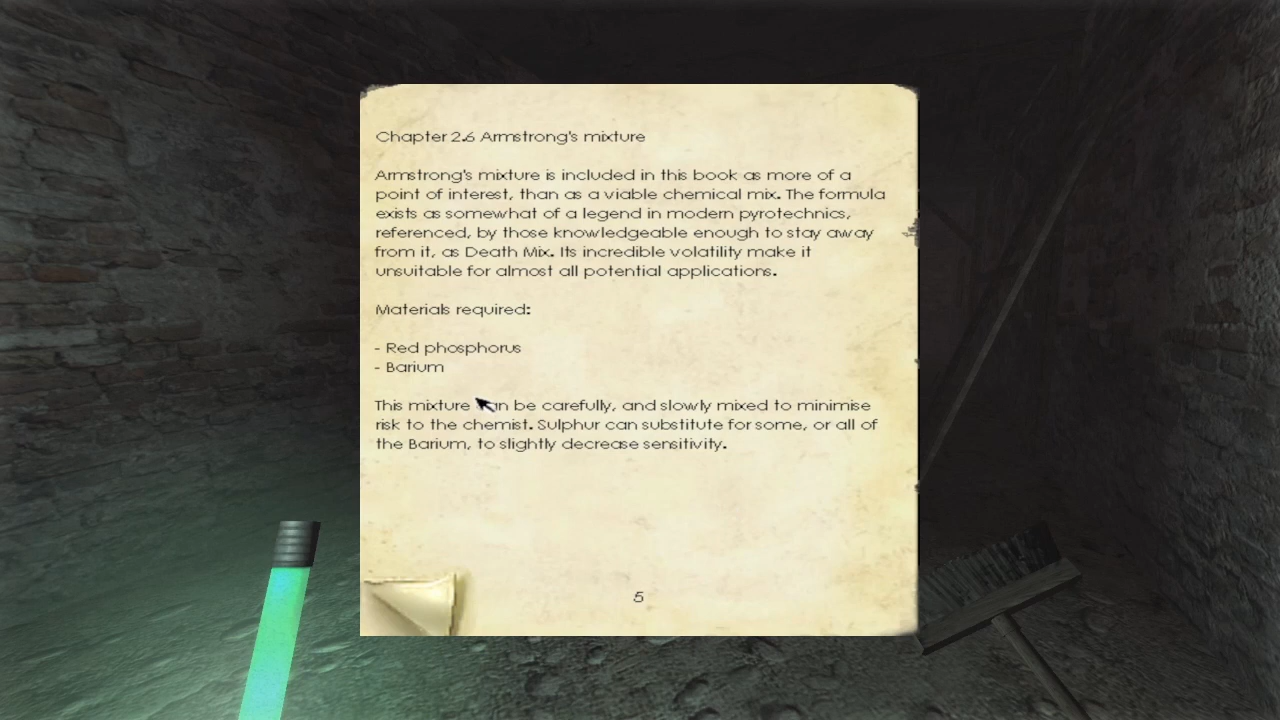 Chapter 2.6 Armstrong's mixture
Armstrong's mixture is included in this book as more of a
point of interest, than as a viable chemical mix. The formula
exists as somewhat of a legend in modern pyrotechnics,
referenced, by those knowledgeable enough to stay away
from it, as Death Mix. Its incredible volatility make it
unsuitable for almost all potential applications.
Materials required:
- Red phosphorus
- Barium
This mixture can be carefully, and slowly mixed to minimise
risk to the chemist. Sulphur can substitute for some, or all of
the Barium, to slightly decrease sensitivity.
5